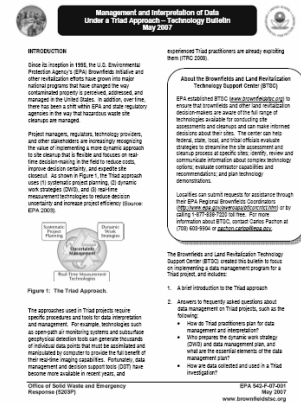 Management and Interpretation of Data
Under a Triad Approach – Technology Bulletin
May 2007
INTRODUCTION
Since its inception in 1995, the U.S. Environmental
Protection Agency's (EPA) Brownfields Initiative and
other revitalization efforts have grown into major
national programs that have changed the way
contaminated property is perceived, addressed, and
managed in the United States. In addition, over time,
there has been a shift within EPA and state regulatory
agencies in the way that hazardous waste site
cleanups are managed.
Project managers, regulators, technology providers,
and other stakeholders are increasingly recognizing
the value of implementing a more dynamic approach
to site cleanup that is flexible and focuses on real-
time decision-making in the field to reduce costs,
improve decision certainty, and expedite site
closeout. As shown in Figure 1, the Triad approach
uses (1) systematic project planning, (2) dynamic
work strategies (DWS), and (3) real-time
measurement technologies to reduce decision
uncertainty and increase project efficiency (Source:
EPA 2003).
Systematic
Project
Planning
Dynamic
Work
Strategies
Uncertainty
Management
Real-Time Measurement
Technologies
Figure 1: The Triad Approach.
The approaches used in Triad projects require
specific procedures and tools for data interpretation
and management. For example, technologies such
as open-path air monitoring systems and subsurface
geophysical detection tools can generate thousands
of individual data points that must be assimilated and
manipulated by computer to provide the full benefit of
their real-time imaging capabilities. Fortunately, data
management and decision support tools (DST) have
become more available in recent years, and
experienced Triad practitioners are already exploiting
them (ITRC 2003).
About the Brownfields and Land Revitalization
Technology Support Center (BTSC)
EPA established BTSC (www.brownfieldstsc.org) to
ensure that brownfields and other land revitalization
decision-makers are aware of the full range of
technologies available for conducting site
assessments and cleanups and can make informed
decisions about their sites. The center can help
federal, state, local, and tribal officials evaluate
strategies to streamline the site assessment and
cleanup process at specific sites; identify, review and
communicate information about complex technology
options; evaluate contractor capabilities and
recommendations; and plan technology
demonstrations.
Localities can submit requests for assistance through
their EPA Regional Brownfields Coordinators
or by
calling 1-877-838-7220 toll free. For more
information about BTSC, contact Carlos Pachon at
(703) 603-9904 or pachon.carlos@epa.gov.
The Brownfields and Land Revitalization Technology
Support Center (BTSC) created this bulletin to focus
on implementing a data management program for a
Triad project, and includes:
1. A brief introduction to the Triad approach
2. Answers to frequently asked questions about
data management on Triad projects, such as the
following:
• How do Triad practitioners plan for data
management and interpretation?
• Who prepares the dynamic work strategy
(DWS) and data management plan, and
what are the essential elements of the data
management plan?
• How are data collected and used in a Triad
investigation?
Office of Solid Waste and Emergency
Response (5203P)
EPA 542-F-07-001
May 2007
www.brownfieldstsc.org